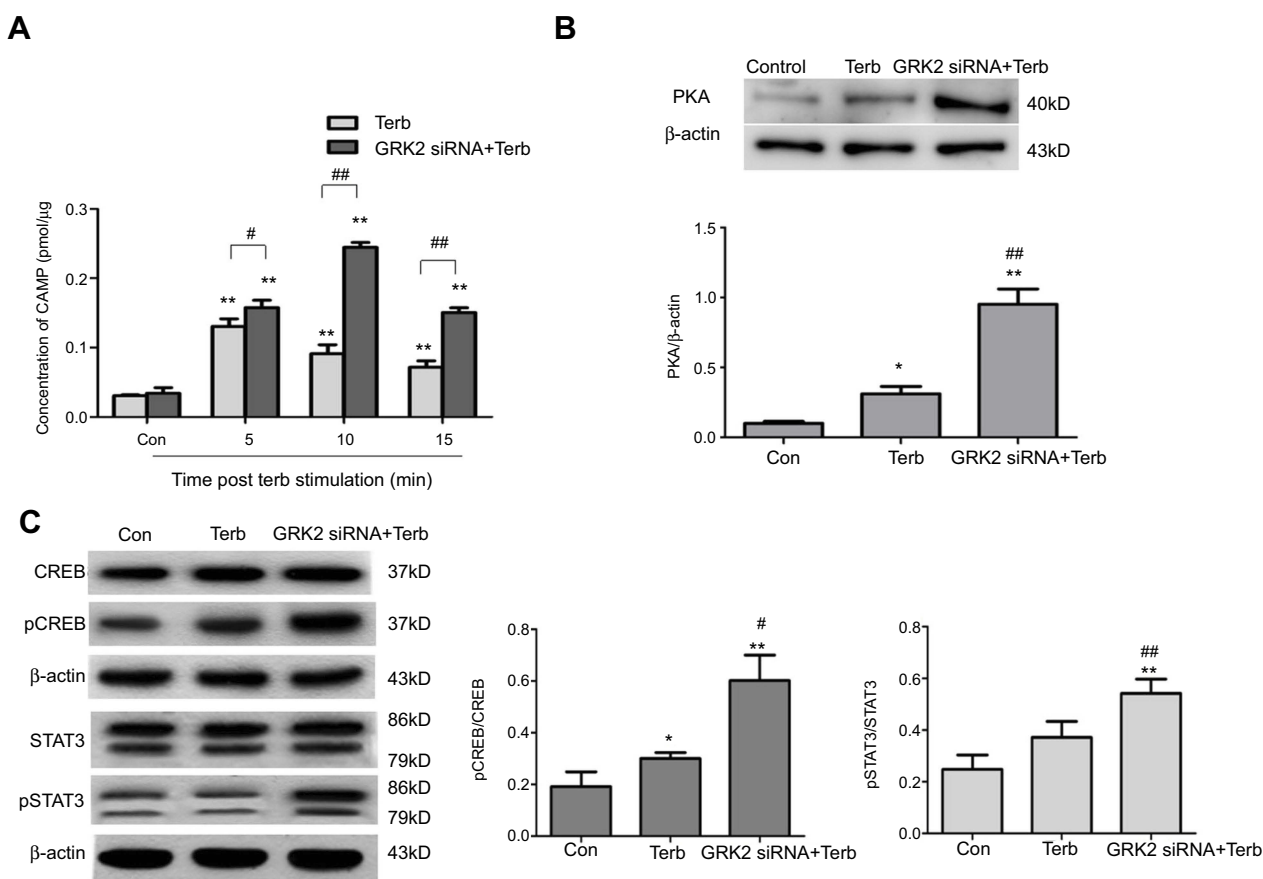 A
Terb
GRK2 siRNA+Terb
##
#
**
##
**
**
**
**
**
**
Concentration of CAMP (pmol/µg)
0.3
0.2
0.1
0.0
Con 5 10 15
Time post terb stimulation (min)
B
Control Terb GRK2 siRNA+Terb
PKA 40kD
β-actin 43kD
PKA/β-actin
1.5
1.0
0.5
0.0
##
**
*
Con Terb GRK2 siRNA+Terb
C
Con Terb GRK2 siRNA+Terb
CREB 37kD
pCREB 37kD
β-actin 43kD
STAT3 86kD
79kD
pSTAT3 86kD
79kD
β-actin 43kD
pCREB/CREB
0.8
0.6
0.4
0.2
0.0
#
**
*
Con Terb GRK2 siRNA+Terb
pSTAT3/STAT3
0.8
0.6
0.4
0.2
0.0
##
**
Con Terb GRK2 siRNA+Terb